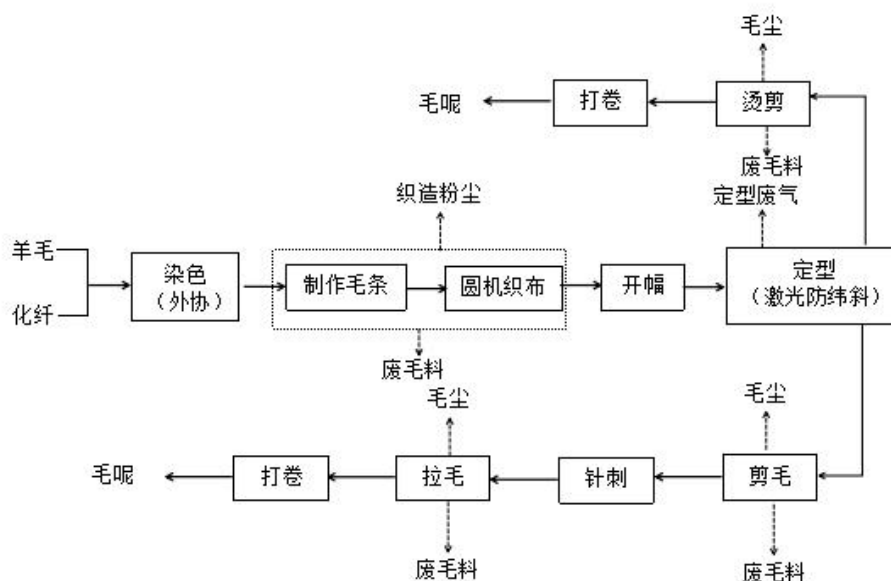 毛尘
毛呢
打卷
烫剪
废毛料
织造粉尘
定型废气
羊毛
化纤
染色
(外协)
制作毛条
圆机织布
开幅
定型
(激光防纬斜)
废毛料
毛尘
毛尘
毛呢
打卷
拉毛
针刺
剪毛
废毛料
废毛料